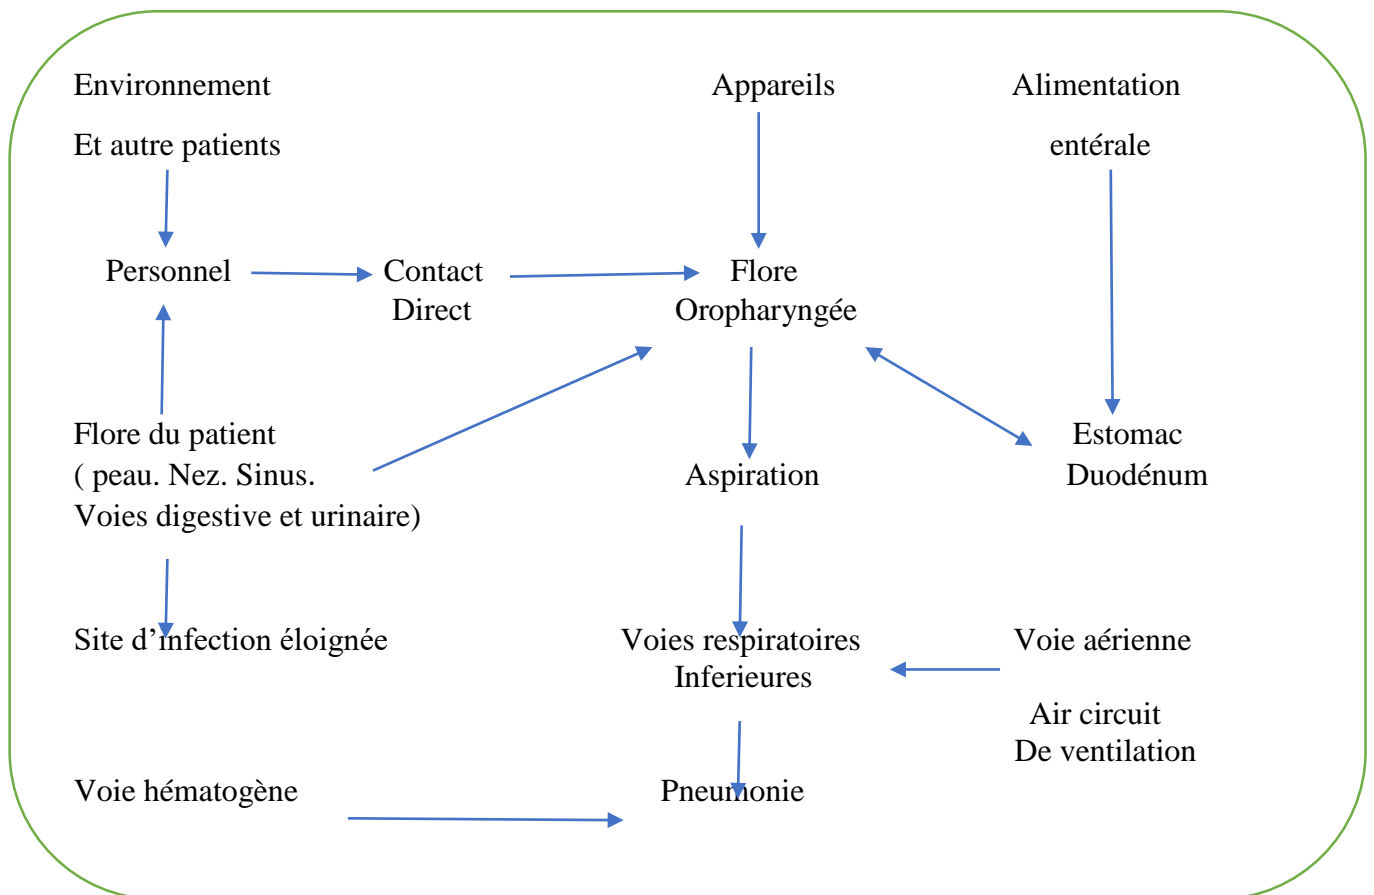 Environnement
Appareils
Alimentation
Et autre patients
entérale
Personnel
Contact
Direct
Flore
Oropharyngée
Flore du patient
( peau. Nez. Sinus.
Voies digestive et urinaire)
Aspiration
Estomac
Duodénum
Site d’infection éloignée
Voies respiratoires
Inferieures
Voie aérienne
Air circuit
De ventilation
Voie hématogène
Pneumonie